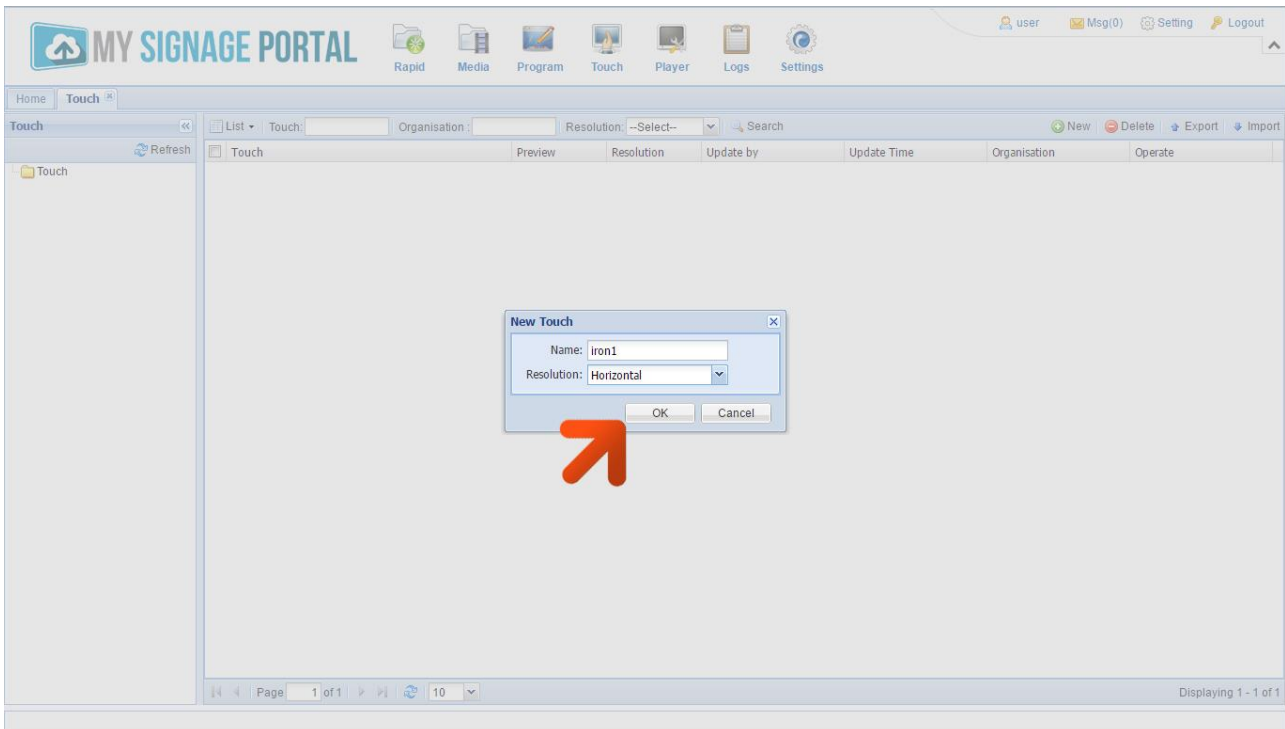 user Msg(0) Setting Logout
MY SIGNAGE PORTAL
Rapid Media Program Touch Player Logs Settings
Home Touch
Touch List Touch: Organisation : Resolution: --Select-- Search New Delete Export Import
Refresh Touch Preview Resolution Update by Update Time Organisation Operate
Touch
New Touch
Name: iron1
Resolution: Horizontal
OK Cancel
Page 1 of 1 10 Displaying 1 - 1 of 1